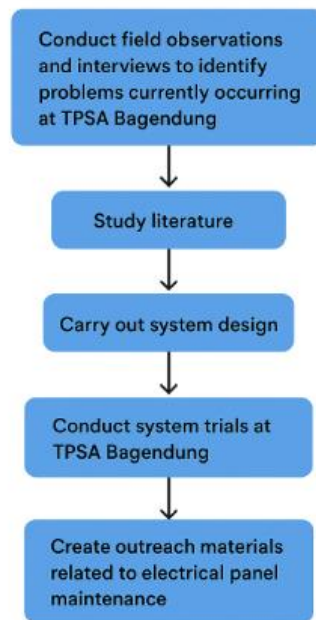 Conduct field observations
and interviews to identify
problems currently occurring
at TPSA Bagendung
Study literature
Carry out system design
Conduct system trials at
TPSA Bagendung
Create outreach materials
related to electrical panel
maintenance